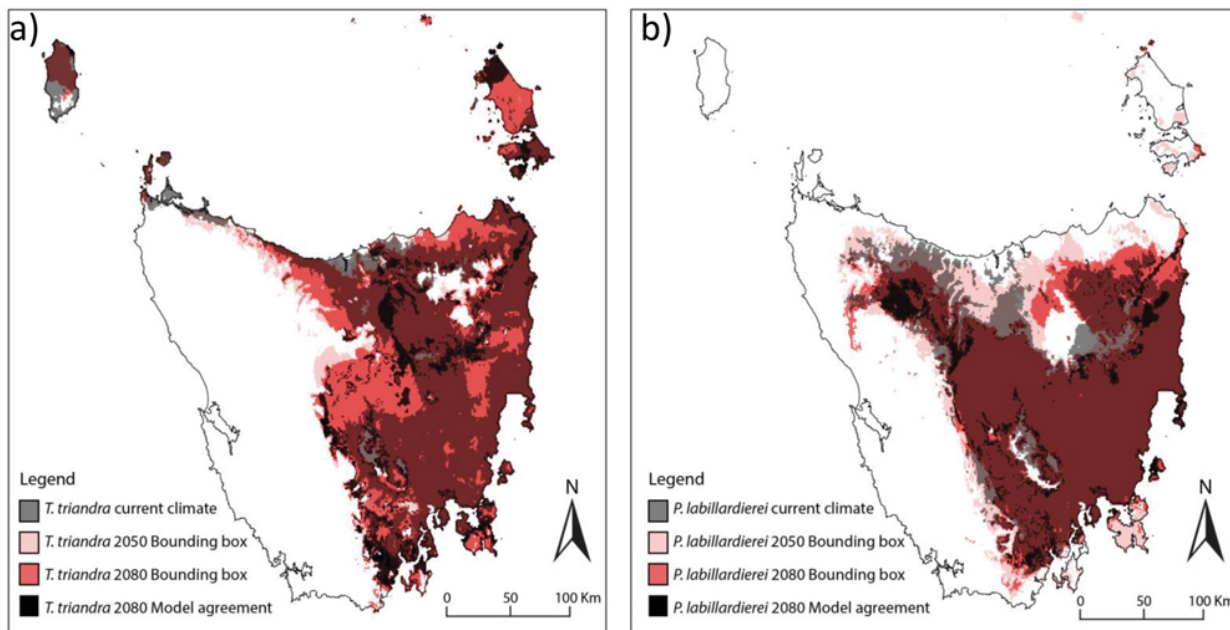 a)
Legend
T. triandra current climate
T. triandra 2050 Bounding box
T. triandra 2080 Bounding box
T. triandra 2080 Model agreement
N
0 50 100 Km
b)
Legend
P. labillardierei current climate
P. labillardierei 2050 Bounding box
P. labillardierei 2080 Bounding box
P. labillardierei 2080 Model agreement
N
0 50 100 Km